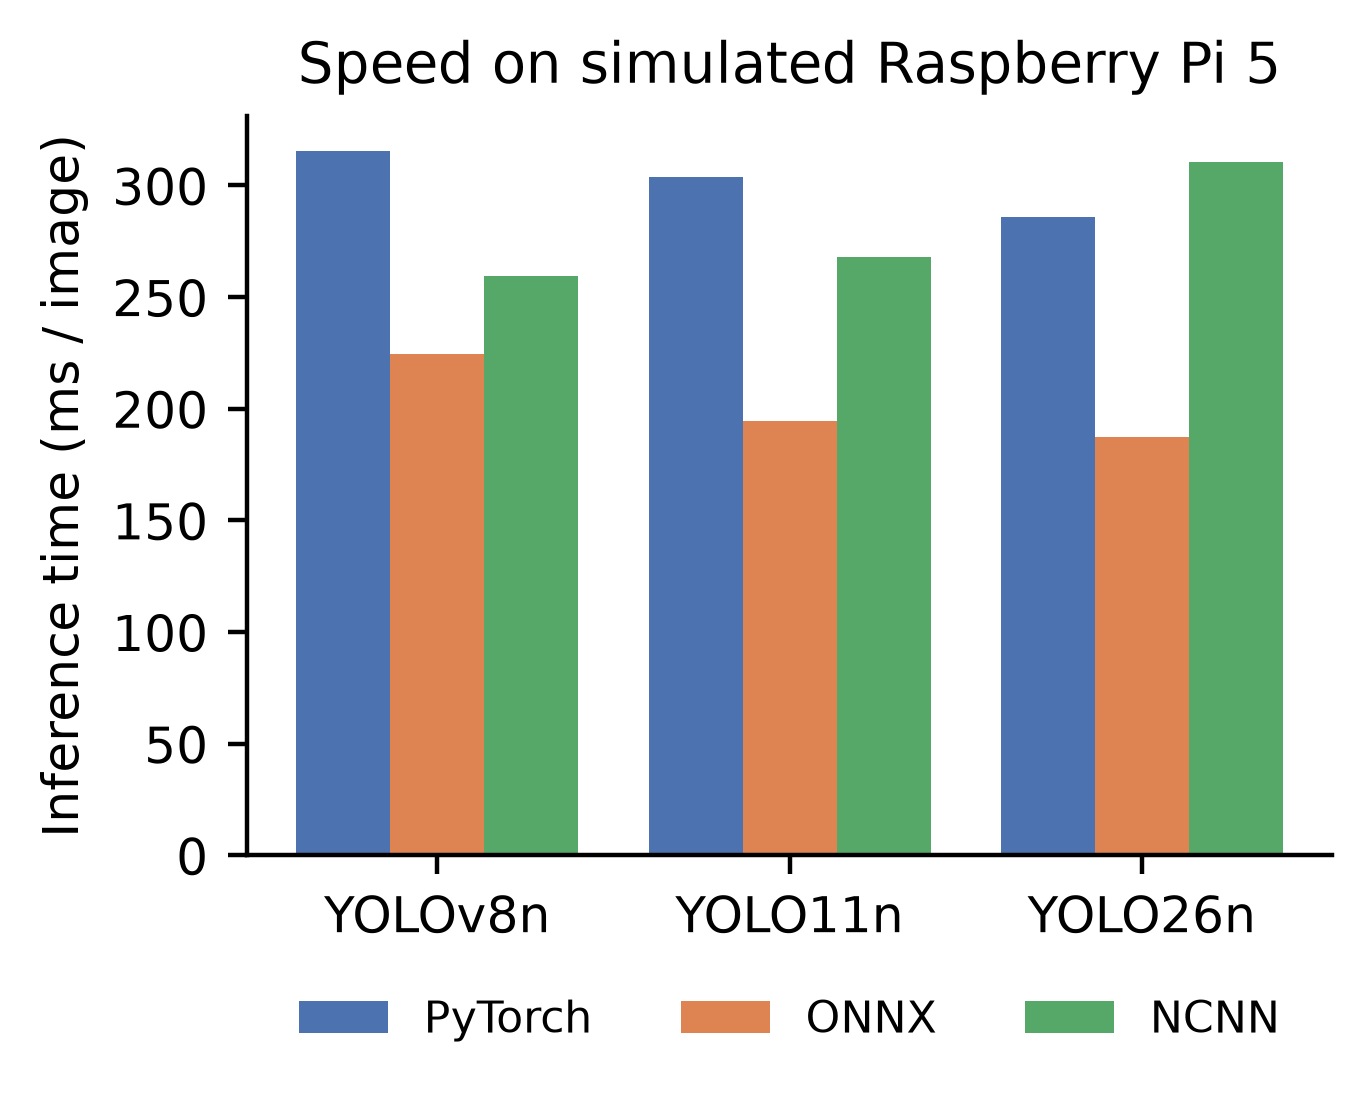 Speed on simulated Raspberry Pi 5
Inference time (ms / image)
300
250
200
150
100
50
0
YOLOv8n YOLO11n YOLO26n
PyTorch ONNX NCNN